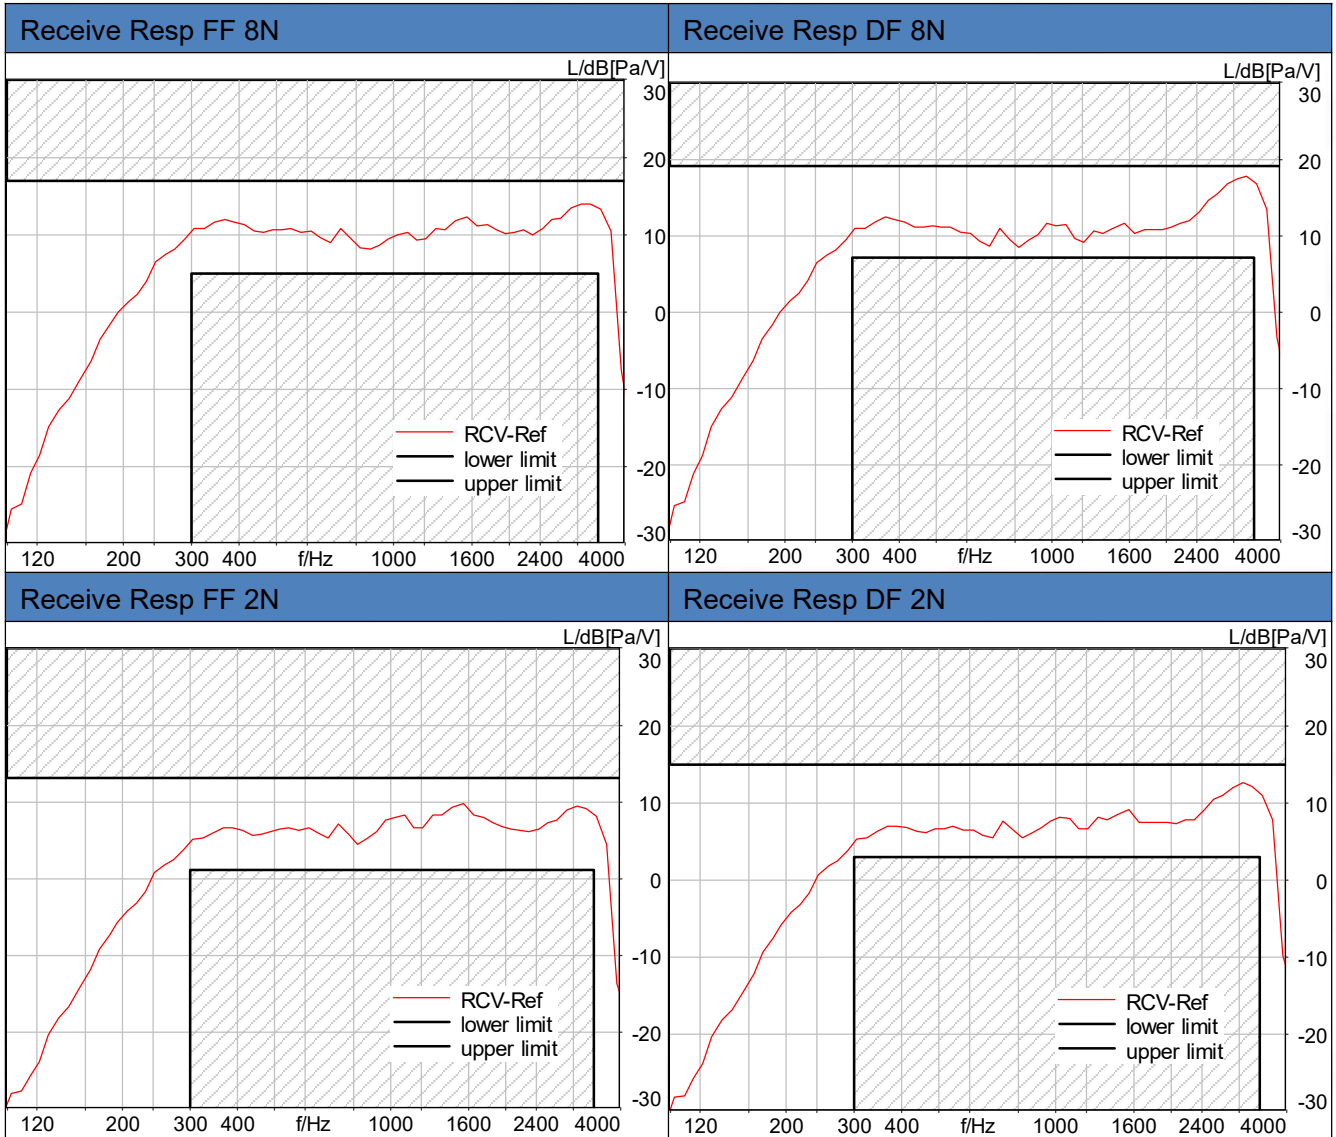 Receive Resp FF 8N
L/dB[Pa/V]
30
20
10
0
-10
-20
-30
RCV-Ref
lower limit
upper limit
120 200 300 400 f/Hz 1000 1600 2400 4000
Receive Resp DF 8N
L/dB[Pa/V]
30
20
10
0
-10
-20
-30
RCV-Ref
lower limit
upper limit
120 200 300 400 f/Hz 1000 1600 2400 4000
Receive Resp FF 2N
L/dB[Pa/V]
30
20
10
0
-10
-20
-30
RCV-Ref
lower limit
upper limit
120 200 300 400 f/Hz 1000 1600 2400 4000
Receive Resp DF 2N
L/dB[Pa/V]
30
20
10
0
-10
-20
-30
RCV-Ref
lower limit
upper limit
120 200 300 400 f/Hz 1000 1600 2400 4000